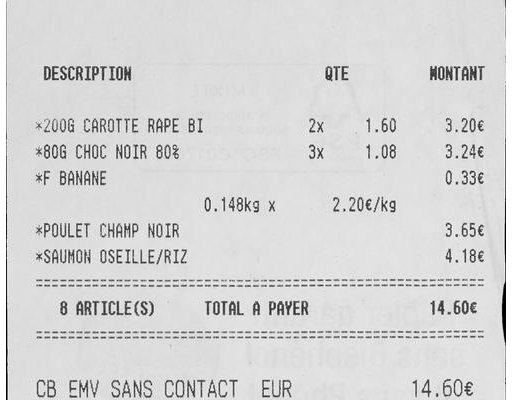 DESCRIPTION QTE MONTANT
*200G CAROTTE RAPE BI 2x 1.60 3.20€
*80G CHOC NOIR 80% 3x 1.08 3.24€
*F BANANE 0.33€
0.148kg x 2.20€/kg
*POULET CHAMP NOIR 3.65€
*SAUMON OSEILLE/RIZ 4.18€
8 ARTICLE(S) TOTAL A PAYER 14.60€
CB EMV SANS CONTACT EUR 14.60€